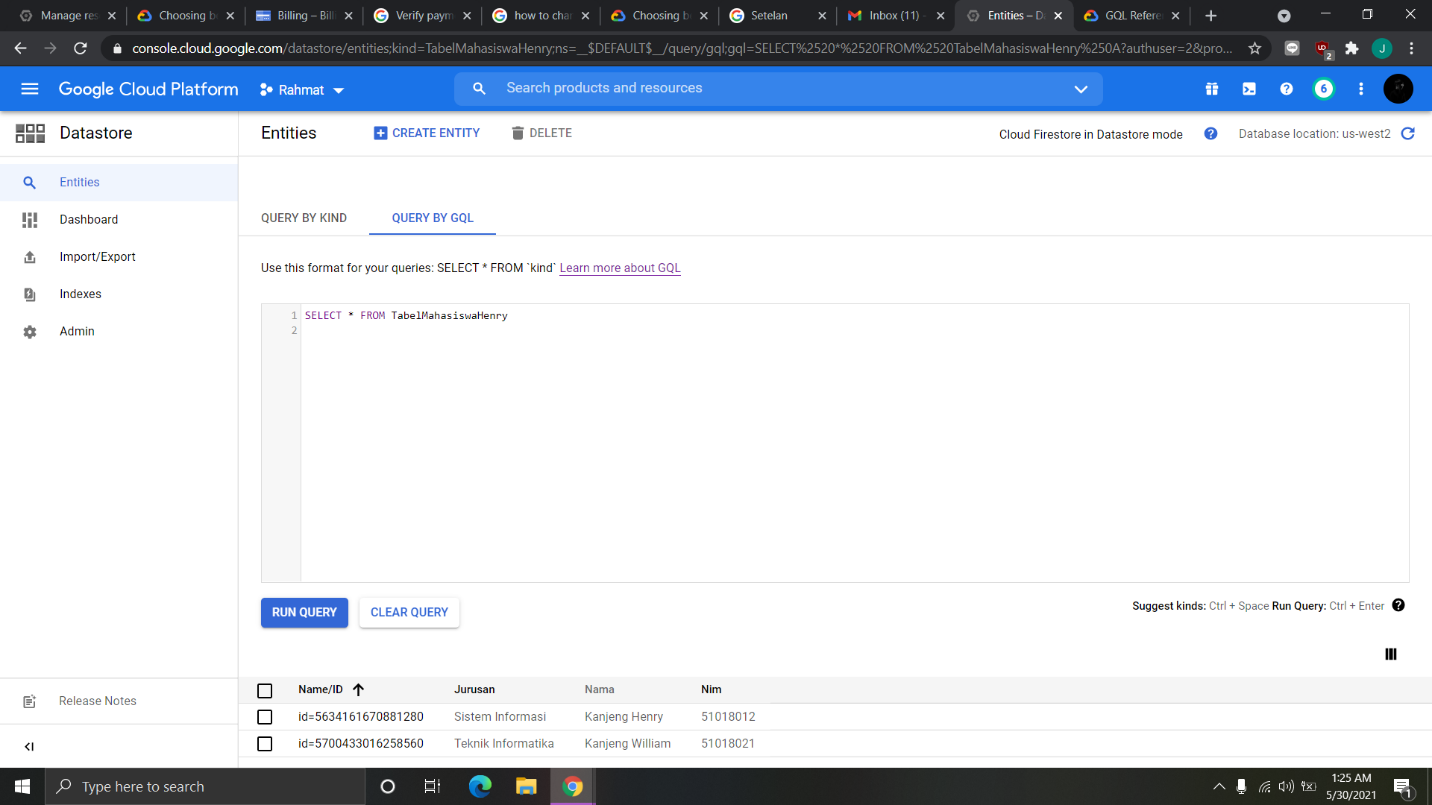 Manage res
Choosing b
Billing – Bil
Verify paym
how to cha
Choosing b
Setelan
Inbox (11) -
Entities – D
GQL Refere
console.cloud.google.com/datastore/entities;kind=TabelMahasiswaHenry;ns=__$DEFAULT$__/query/gql;gql=SELECT%2520*%2520FROM%2520TabelMahasiswaHenry%250A?authuser=2&pro...
2
J
Google Cloud Platform
Rahmat
Search products and resources
6
Datastore
Entities
CREATE ENTITY
DELETE
Cloud Firestore in Datastore mode
Database location: us-west2
Entities
Dashboard
Import/Export
Indexes
Admin
QUERY BY KIND
QUERY BY GQL
Use this format for your queries: SELECT * FROM `kind` Learn more about GQL
1 SELECT * FROM TabelMahasiswaHenry
2
RUN QUERY
CLEAR QUERY
Suggest kinds: Ctrl + Space Run Query: Ctrl + Enter
Name/ID Jurusan Nama Nim
id=5634161670881280 Sistem Informasi Kanjeng Henry 51018012
id=5700433016258560 Teknik Informatika Kanjeng William 51018021
Release Notes
Type here to search
1:25 AM
5/30/2021
1